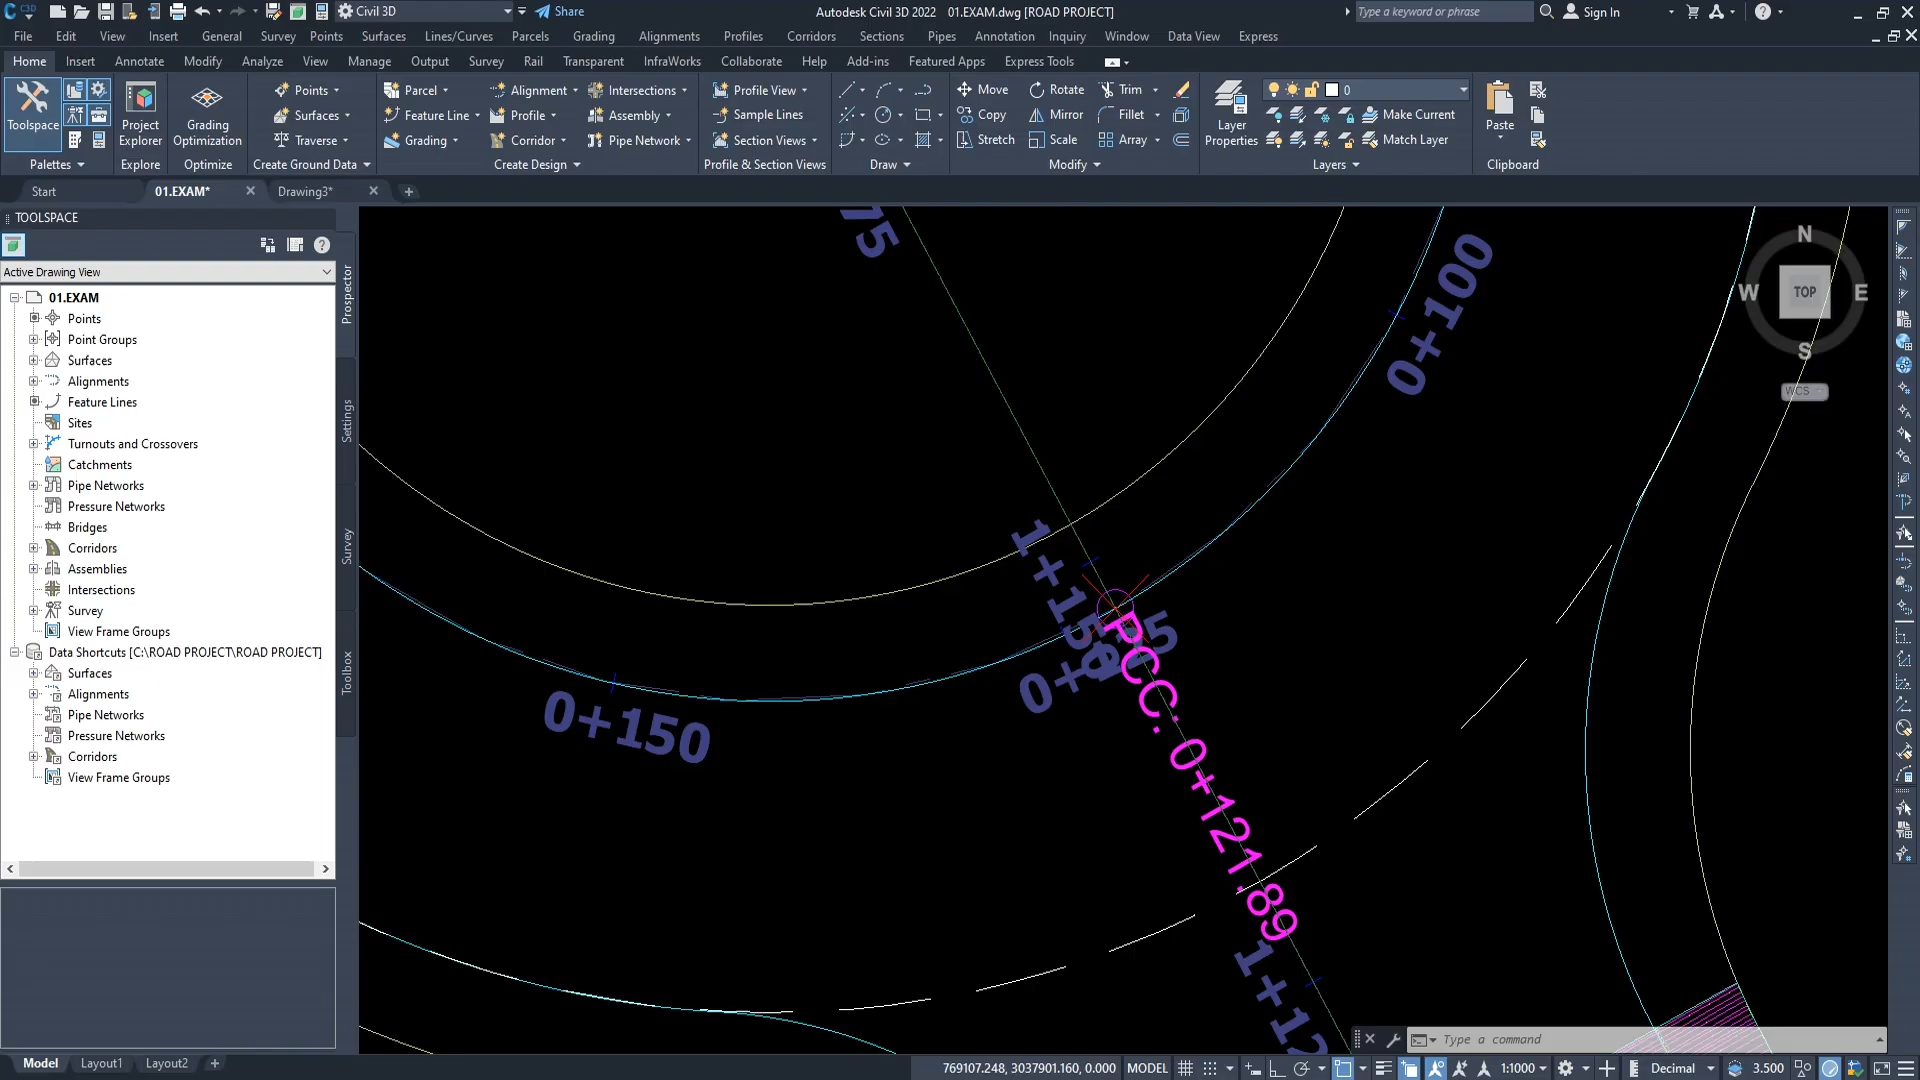 C3D
Civil 3D
Share
Autodesk Civil 3D 2022 01.EXAM.dwg [ROAD PROJECT]
Type a keyword or phrase
Sign In
File Edit View Insert General Survey Points Surfaces Lines/Curves Parcels Grading Alignments Profiles Corridors Sections Pipes Annotation Inquiry Window Data View Express
Home Insert Annotate Modify Analyze View Manage Output Survey Rail Transparent InfraWorks Collaborate Help Add-ins Featured Apps Express Tools
Toolspace
Palettes
Project Explorer
Explore
Grading Optimization
Optimize
Points
Surfaces
Traverse
Create Ground Data
Parcel
Feature Line
Grading
Alignment
Profile
Corridor
Intersections
Assembly
Pipe Network
Create Design
Profile View
Sample Lines
Section Views
Profile & Section Views
Draw
Move
Copy
Stretch
Rotate
Mirror
Scale
Trim
Fillet
Array
Modify
Layer Properties
0
Make Current
Match Layer
Layers
Paste
Clipboard
Start 01.EXAM* Drawing3*
TOOLSPACE
Active Drawing View
01.EXAM
Points
Point Groups
Surfaces
Alignments
Feature Lines
Sites
Turnouts and Crossovers
Catchments
Pipe Networks
Pressure Networks
Bridges
Corridors
Assemblies
Intersections
Survey
View Frame Groups
Data Shortcuts [C:\ROAD PROJECT\ROAD PROJECT]
Surfaces
Alignments
Pipe Networks
Pressure Networks
Corridors
View Frame Groups
Prospector
Settings
Survey
Toolbox
75
0+100
0+150
PCC. 0+121.89
1+12
N
W TOP E
S
WCS
Type a command
Model Layout1 Layout2
769107.248, 3037901.160, 0.000 MODEL 1:1000 Decimal 3.500